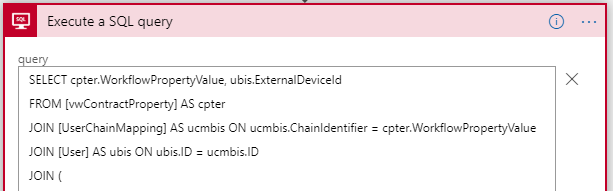 SQL
Execute a SQL query
query
SELECT cpter.WorkflowPropertyValue, ubis.ExternalDeviceId
FROM [vwContractProperty] AS cpter
JOIN [UserChainMapping] AS ucmbis ON ucmbis.ChainIdentifier = cpter.WorkflowPropertyValue
JOIN [User] AS ubis ON ubis.ID = ucmbis.ID
JOIN (